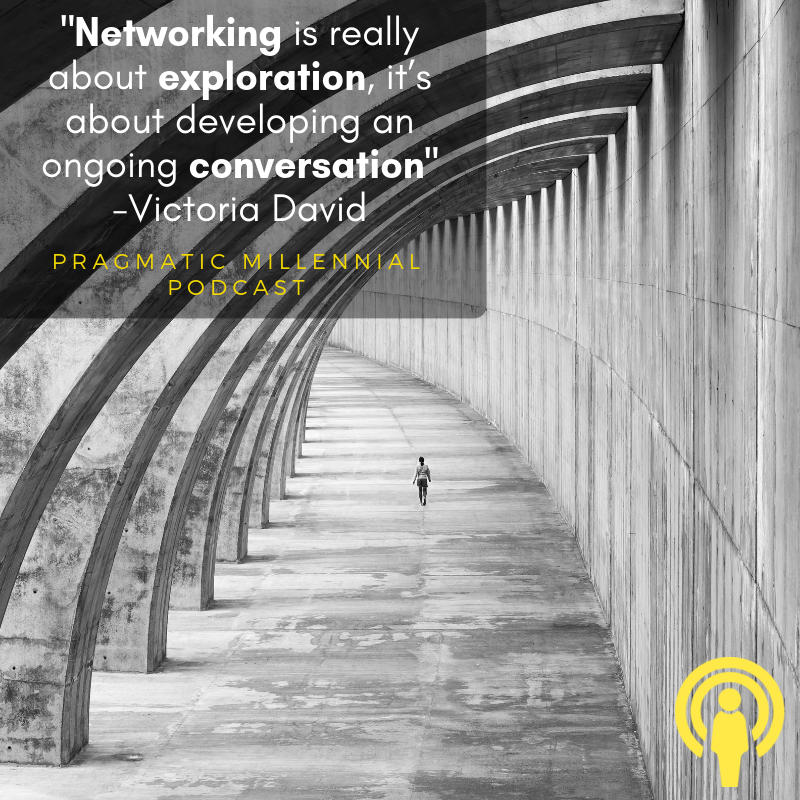 "Networking is really
about exploration, it’s
about developing an
ongoing conversation"
-Victoria David
PRAGMATIC MILLENNIAL
PODCAST